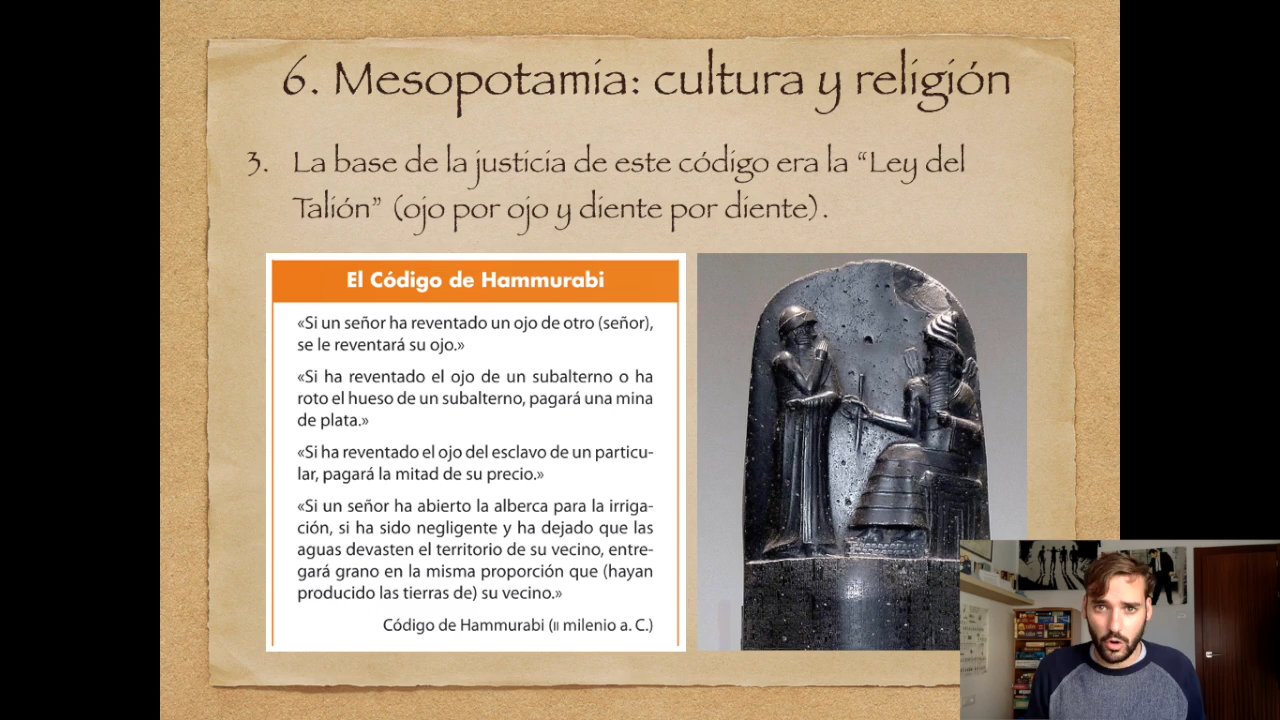 6. Mesopotamia: cultura y religión
3. La base de la justicia de este código era la “Ley del
Talión” (ojo por ojo y diente por diente).
El Código de Hammurabi
«Si un señor ha reventado un ojo de otro (señor),
se le reventará su ojo.»
«Si ha reventado el ojo de un subalterno o ha
roto el hueso de un subalterno, pagará una mina
de plata.»
«Si ha reventado el ojo del esclavo de un particu-
lar, pagará la mitad de su precio.»
«Si un señor ha abierto la alberca para la irriga-
ción, si ha sido negligente y ha dejado que las
aguas devasten el territorio de su vecino, entre-
gará grano en la misma proporción que (hayan
producido las tierras de) su vecino.»
Código de Hammurabi (II milenio a. C.)